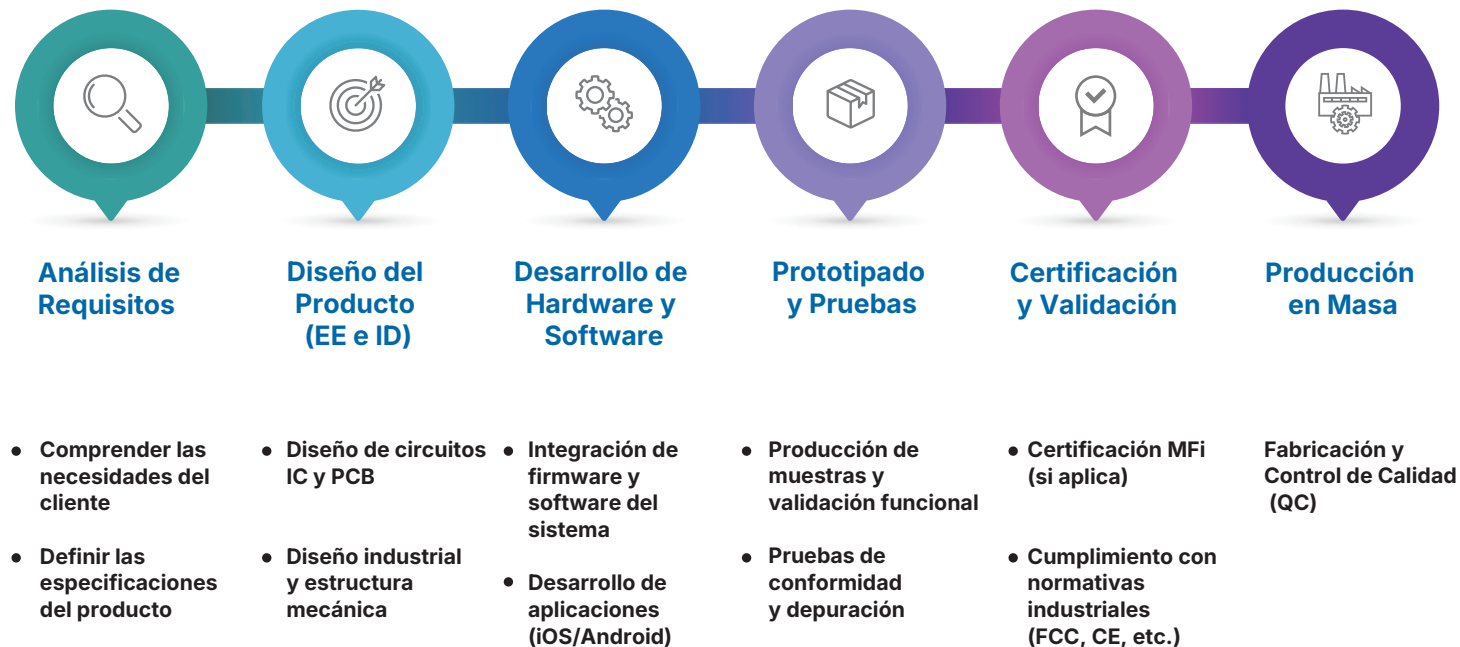 Análisis de
Requisitos
Diseño del
Producto
(EE e ID)
Desarrollo de
Hardware y
Software
Prototipado
y Pruebas
Certificación
y Validación
Producción
en Masa
• Comprender las
necesidades del
cliente
• Definir las
especificaciones
del producto
• Diseño de circuitos
IC y PCB
• Diseño industrial
y estructura
mecánica
• Integración de
firmware y
software del
sistema
• Desarrollo de
aplicaciones
(iOS/Android)
• Producción de
muestras y
validación funcional
• Pruebas de
conformidad
y depuración
• Certificación MFi
(si aplica)
• Cumplimiento con
normativas
industriales
(FCC, CE, etc.)
Fabricación y
Control de Calidad
(QC)